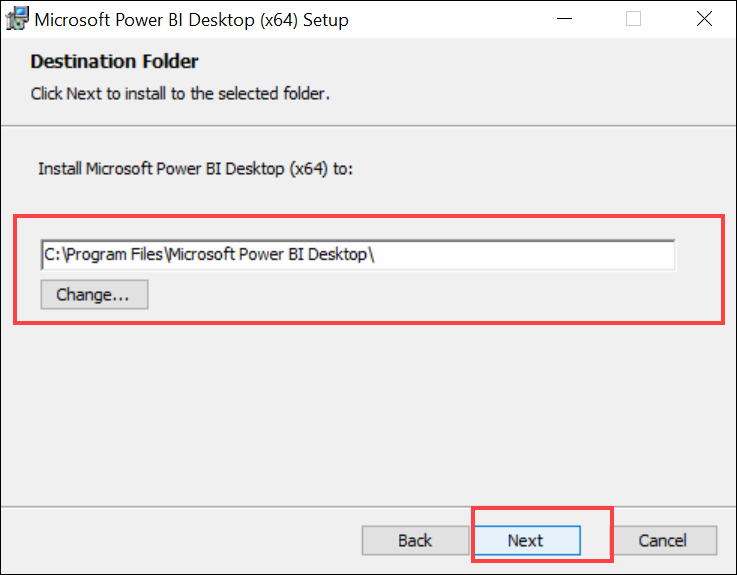 Microsoft Power BI Desktop (x64) Setup
Destination Folder
Click Next to install to the selected folder.
Install Microsoft Power BI Desktop (x64) to:
C:\Program Files\Microsoft Power BI Desktop\
Change...
Back Next Cancel